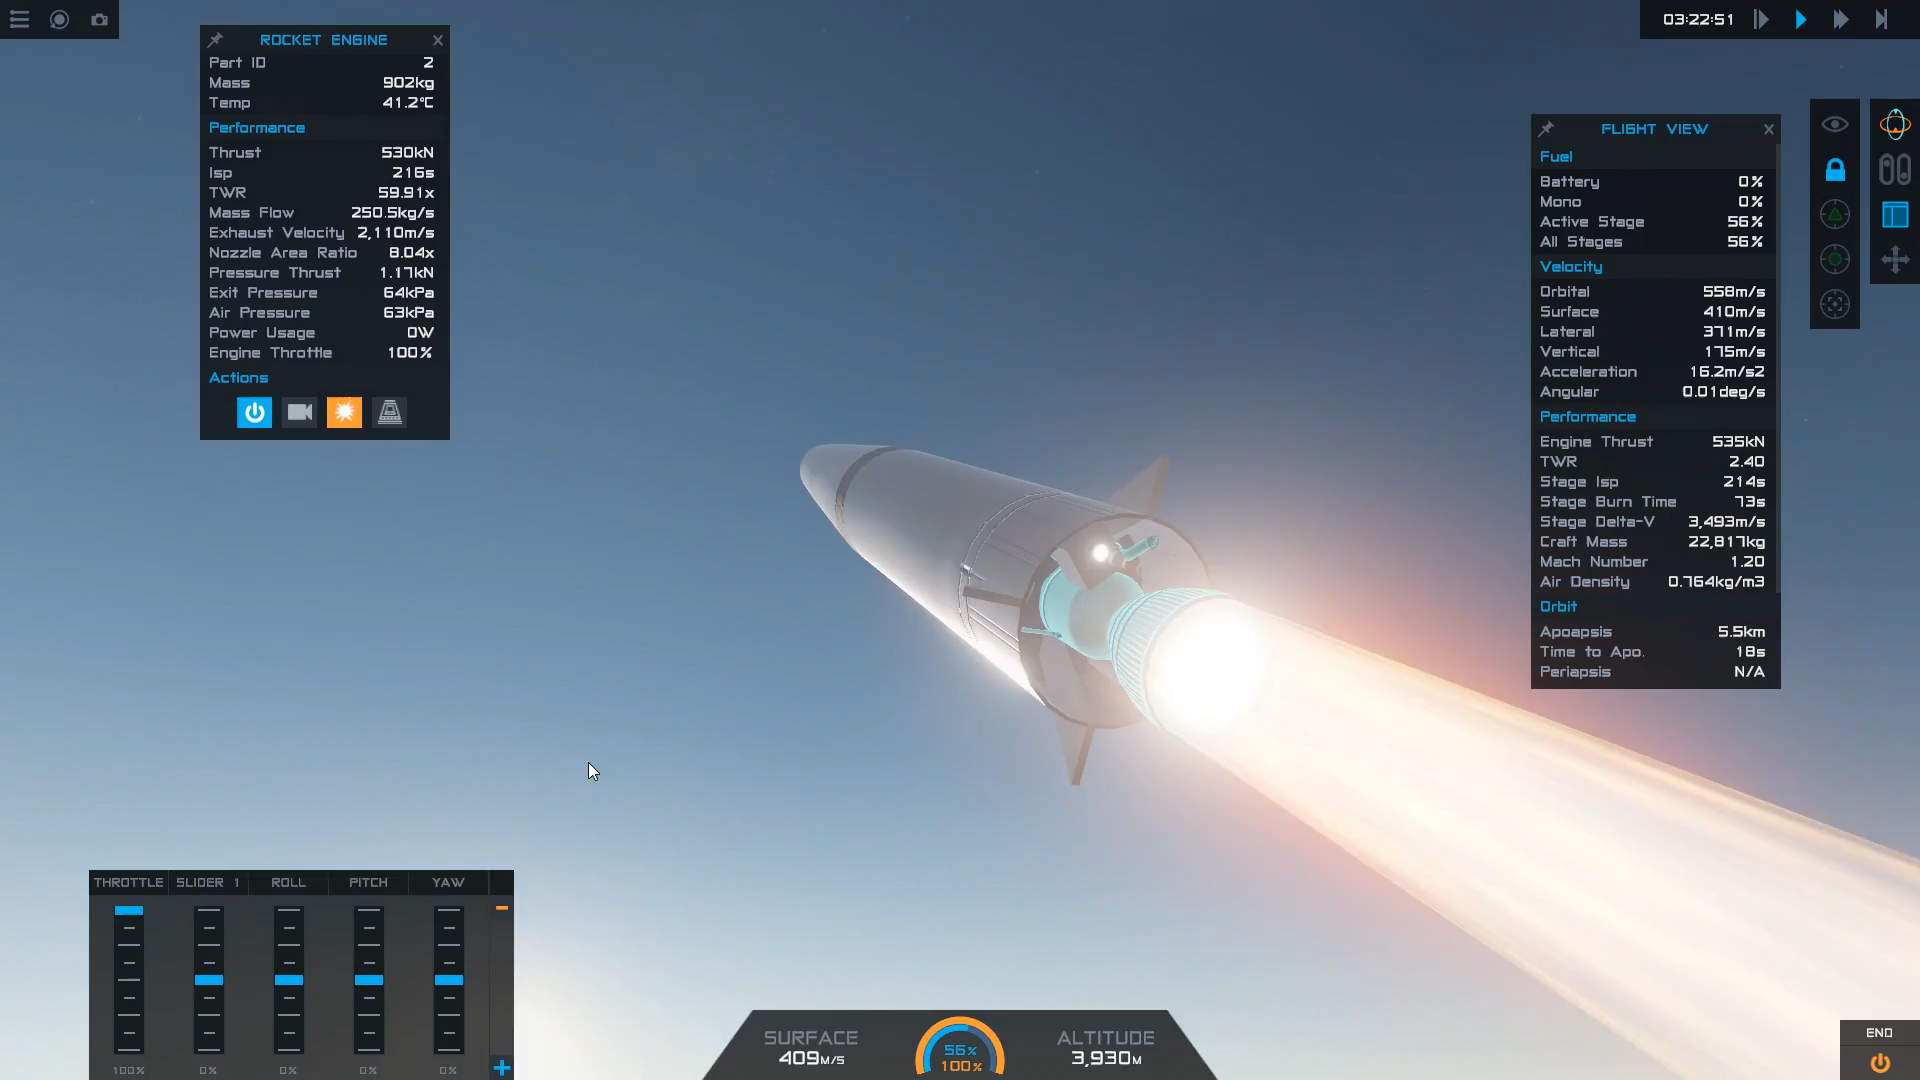 03:22:51
ROCKET ENGINE
Part ID 2
Mass 902kg
Temp 41.2°C
Performance
Thrust 530kN
Isp 216s
TWR 59.91x
Mass Flow 250.5kg/s
Exhaust Velocity 2,110m/s
Nozzle Area Ratio 8.04x
Pressure Thrust 1.17kN
Exit Pressure 64kPa
Air Pressure 63kPa
Power Usage 0W
Engine Throttle 100%
Actions
FLIGHT VIEW
Fuel
Battery 0%
Mono 0%
Active Stage 56%
All Stages 56%
Velocity
Orbital 558m/s
Surface 410m/s
Lateral 371m/s
Vertical 175m/s
Acceleration 16.2m/s2
Angular 0.01deg/s
Performance
Engine Thrust 535kN
TWR 2.40
Stage Isp 214s
Stage Burn Time 73s
Stage Delta-V 3,493m/s
Craft Mass 22,817kg
Mach Number 1.20
Air Density 0.764kg/m3
Orbit
Apoapsis 5.5km
Time to Apo. 18s
Periapsis N/A
THROTTLE SLIDER 1 ROLL PITCH YAW
100% 0% 0% 0% 0%
SURFACE
409M/S
56%
100%
ALTITUDE
3,930M
END